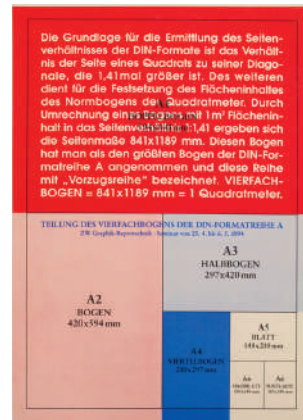 Die Grundlage für die Ermittlung des Seiten-
verhältnisses der DIN-Formate ist das Verhält-
nis der Seite eines Quadrats zu seiner Diago-
nale, die 1,41mal größer ist. Des weiteren
dient für die Festsetzung des Flächeninhaltes
des Normbogens der Quadratmeter. Durch
Umrechnung eines Bogens mit 1m² Flächenin-
halt in das Seitenverhältnis 1:1,41 ergeben sich
die Seitenmaße 841x1189 mm. Diesen Bogen
hat man als den größten Bogen der DIN-For-
matreihe A angenommen und diese Reihe
mit „Vorzugsreihe" bezeichnet. VIERFACH-
BOGEN = 841x1189 mm = 1 Quadratmeter.
TEILUNG DES VIERFACHBOGENS DER DIN-FORMATREIHE A
A3
HALBBOGEN
297x420 mm
A2
BOGEN
420x594 mm
A5
BLATT
A4
VIERTELBOGEN
210x297 mm